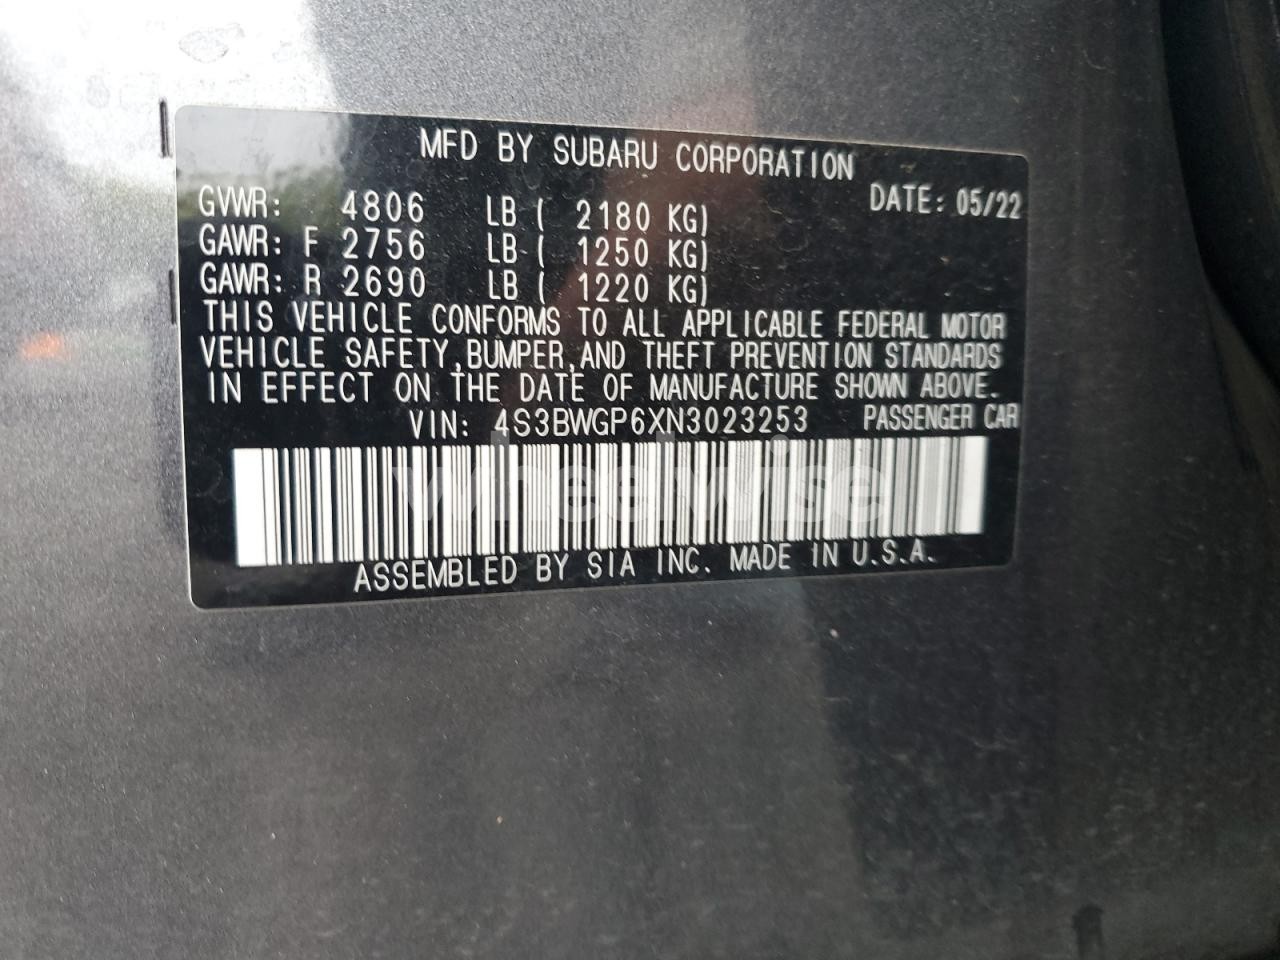 MFD BY SUBARU CORPORATION
DATE: 05/22
GVWR: 4806 LB ( 2180 KG)
GAWR: F 2756 LB ( 1250 KG)
GAWR: R 2690 LB ( 1220 KG)
THIS VEHICLE CONFORMS TO ALL APPLICABLE FEDERAL MOTOR
VEHICLE SAFETY,BUMPER,AND THEFT PREVENTION STANDARDS
IN EFFECT ON THE DATE OF MANUFACTURE SHOWN ABOVE.
VIN: 4S3BWGP6XN3023253 PASSENGER CAR
wheelwise
ASSEMBLED BY SIA INC. MADE IN U.S.A.